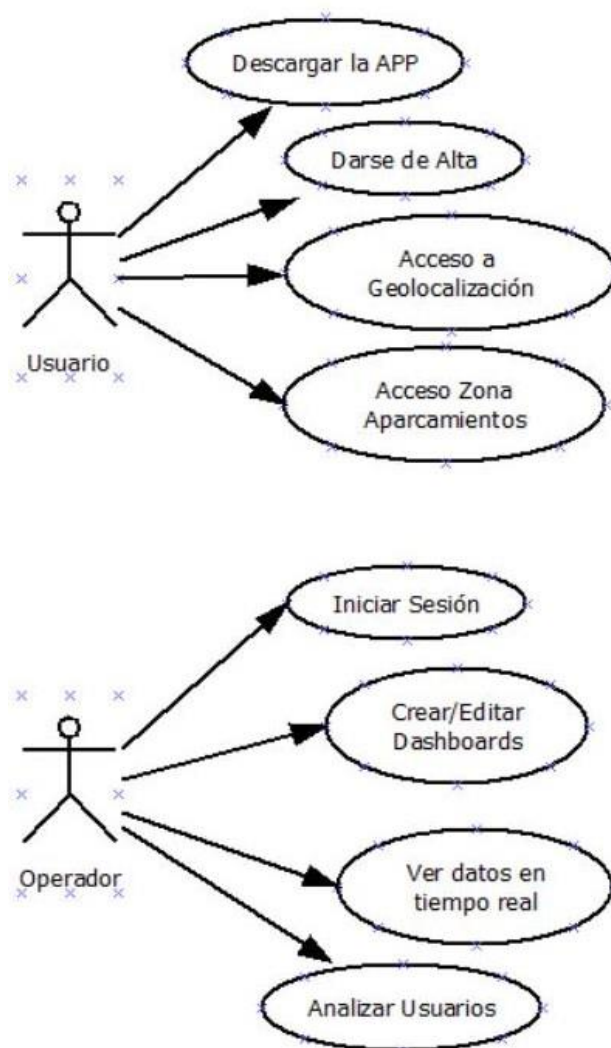 Descargar la APP
Darse de Alta
Acceso a
Geolocalización
Usuario
Acceso Zona
Aparcamientos
Iniciar Sesión
Crear/Editar
Dashboards
Operador
Ver datos en
tiempo real
Analizar Usuarios